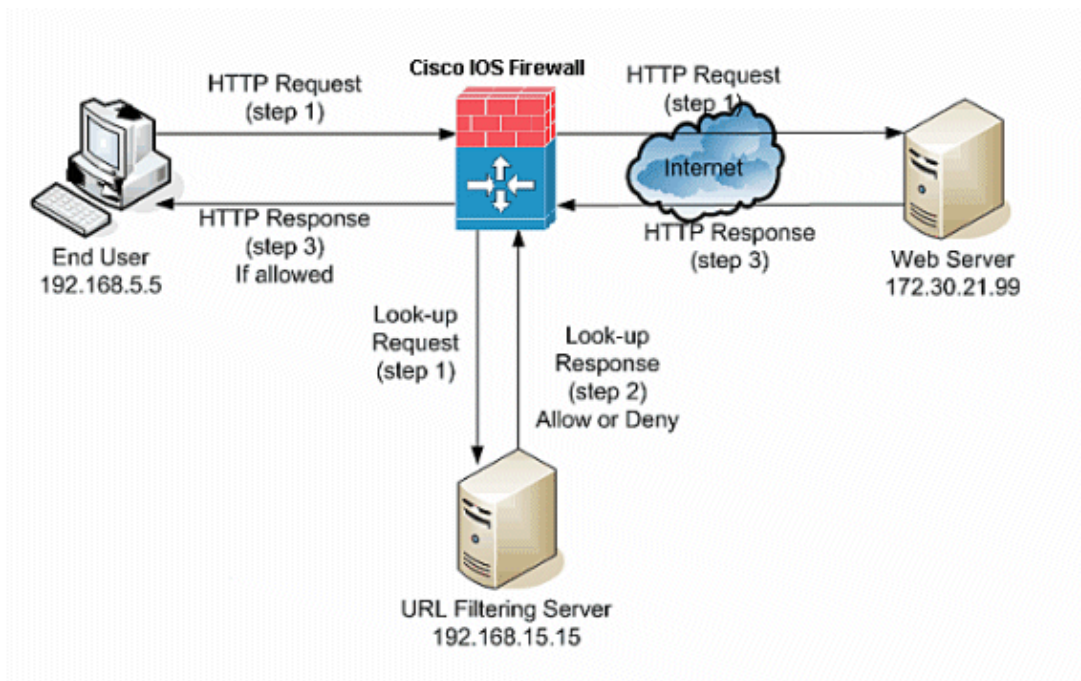 Cisco IOS Firewall
HTTP Request
(step 1)
HTTP Request
(step 1)
Internet
HTTP Response
(step 3)
If allowed
HTTP Response
(step 3)
End User
192.168.5.5
Web Server
172.30.21.99
Look-up
Request
(step 1)
Look-up
Response
(step 2)
Allow or Deny
URL Filtering Server
192.168.15.15